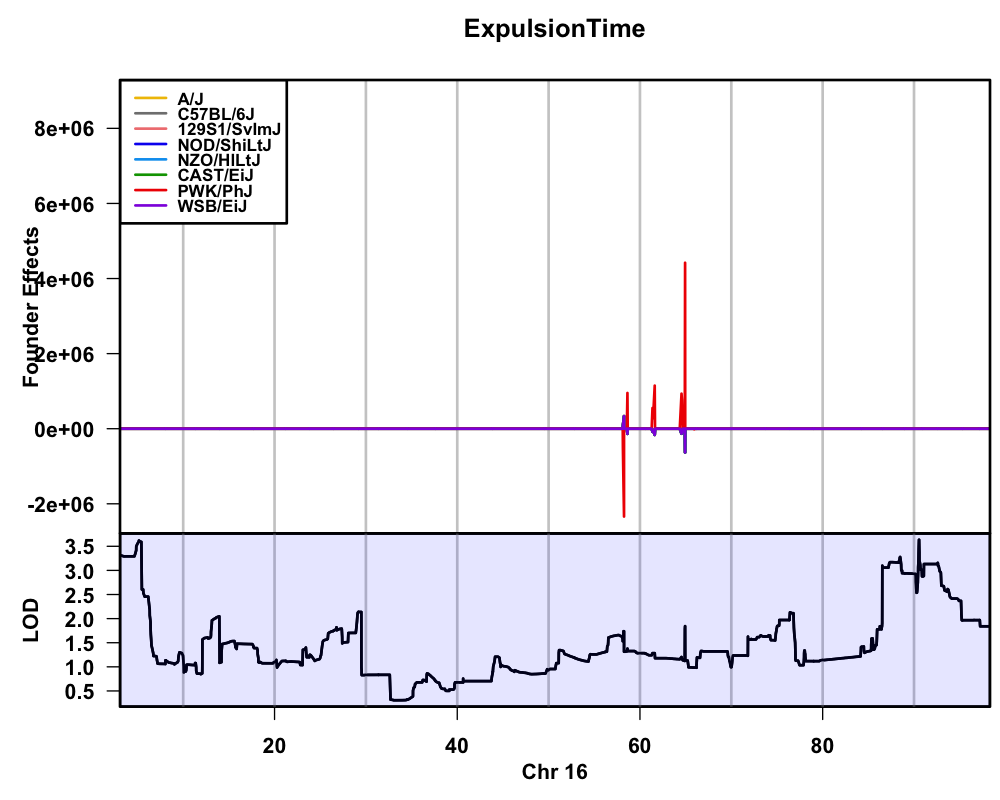 ExpulsionTime
A/J
C57BL/6J
129S1/SvImJ
NOD/ShiLtJ
NZO/HlLtJ
CAST/EiJ
PWK/PhJ
WSB/EiJ
Founder Effects
8e+06
6e+06
4e+06
2e+06
0e+00
-2e+06
LOD
3.5
3.0
2.5
2.0
1.5
1.0
0.5
20 40 60 80
Chr 16